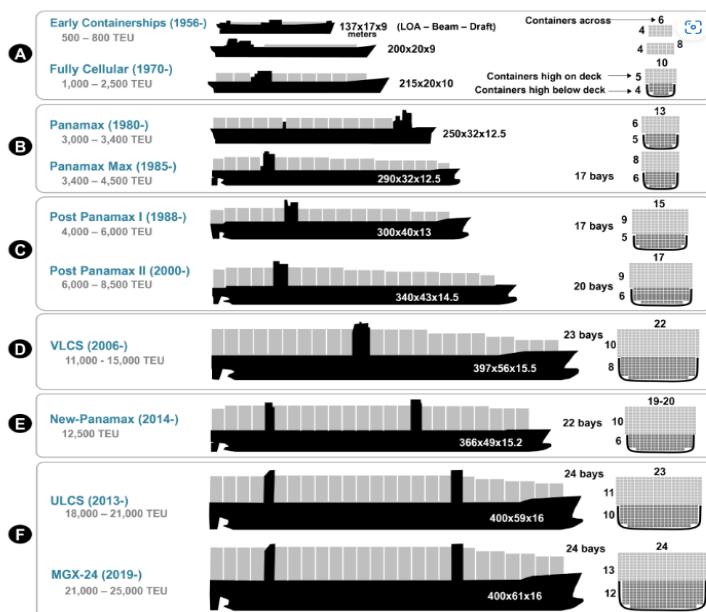 Early Containerships (1956-)
500 – 800 TEU
137x17x9
meters
(LOA – Beam – Draft)
Containers across
6
4
200x20x9
4
8
A
Fully Cellular (1970-)
1,000 – 2,500 TEU
215x20x10
10
Containers high on deck
5
Containers high below deck
4
B
Panamax (1980-)
3,000 – 3,400 TEU
250x32x12.5
13
6
5
Panamax Max (1985-)
3,400 – 4,500 TEU
290x32x12.5
17 bays
8
6
C
Post Panamax I (1988-)
4,000 – 6,000 TEU
300x40x13
17 bays
15
9
5
Post Panamax II (2000-)
6,000 – 8,500 TEU
340x43x14.5
20 bays
17
9
6
D
VLCS (2006-)
11,000 - 15,000 TEU
397x56x15.5
23 bays
22
10
8
E
New-Panamax (2014-)
12,500 TEU
366x49x15.2
22 bays
19-20
10
6
F
ULCS (2013-)
18,000 – 21,000 TEU
400x59x16
24 bays
23
11
10
MGX-24 (2019-)
21,000 – 25,000 TEU
400x61x16
24 bays
24
13
12